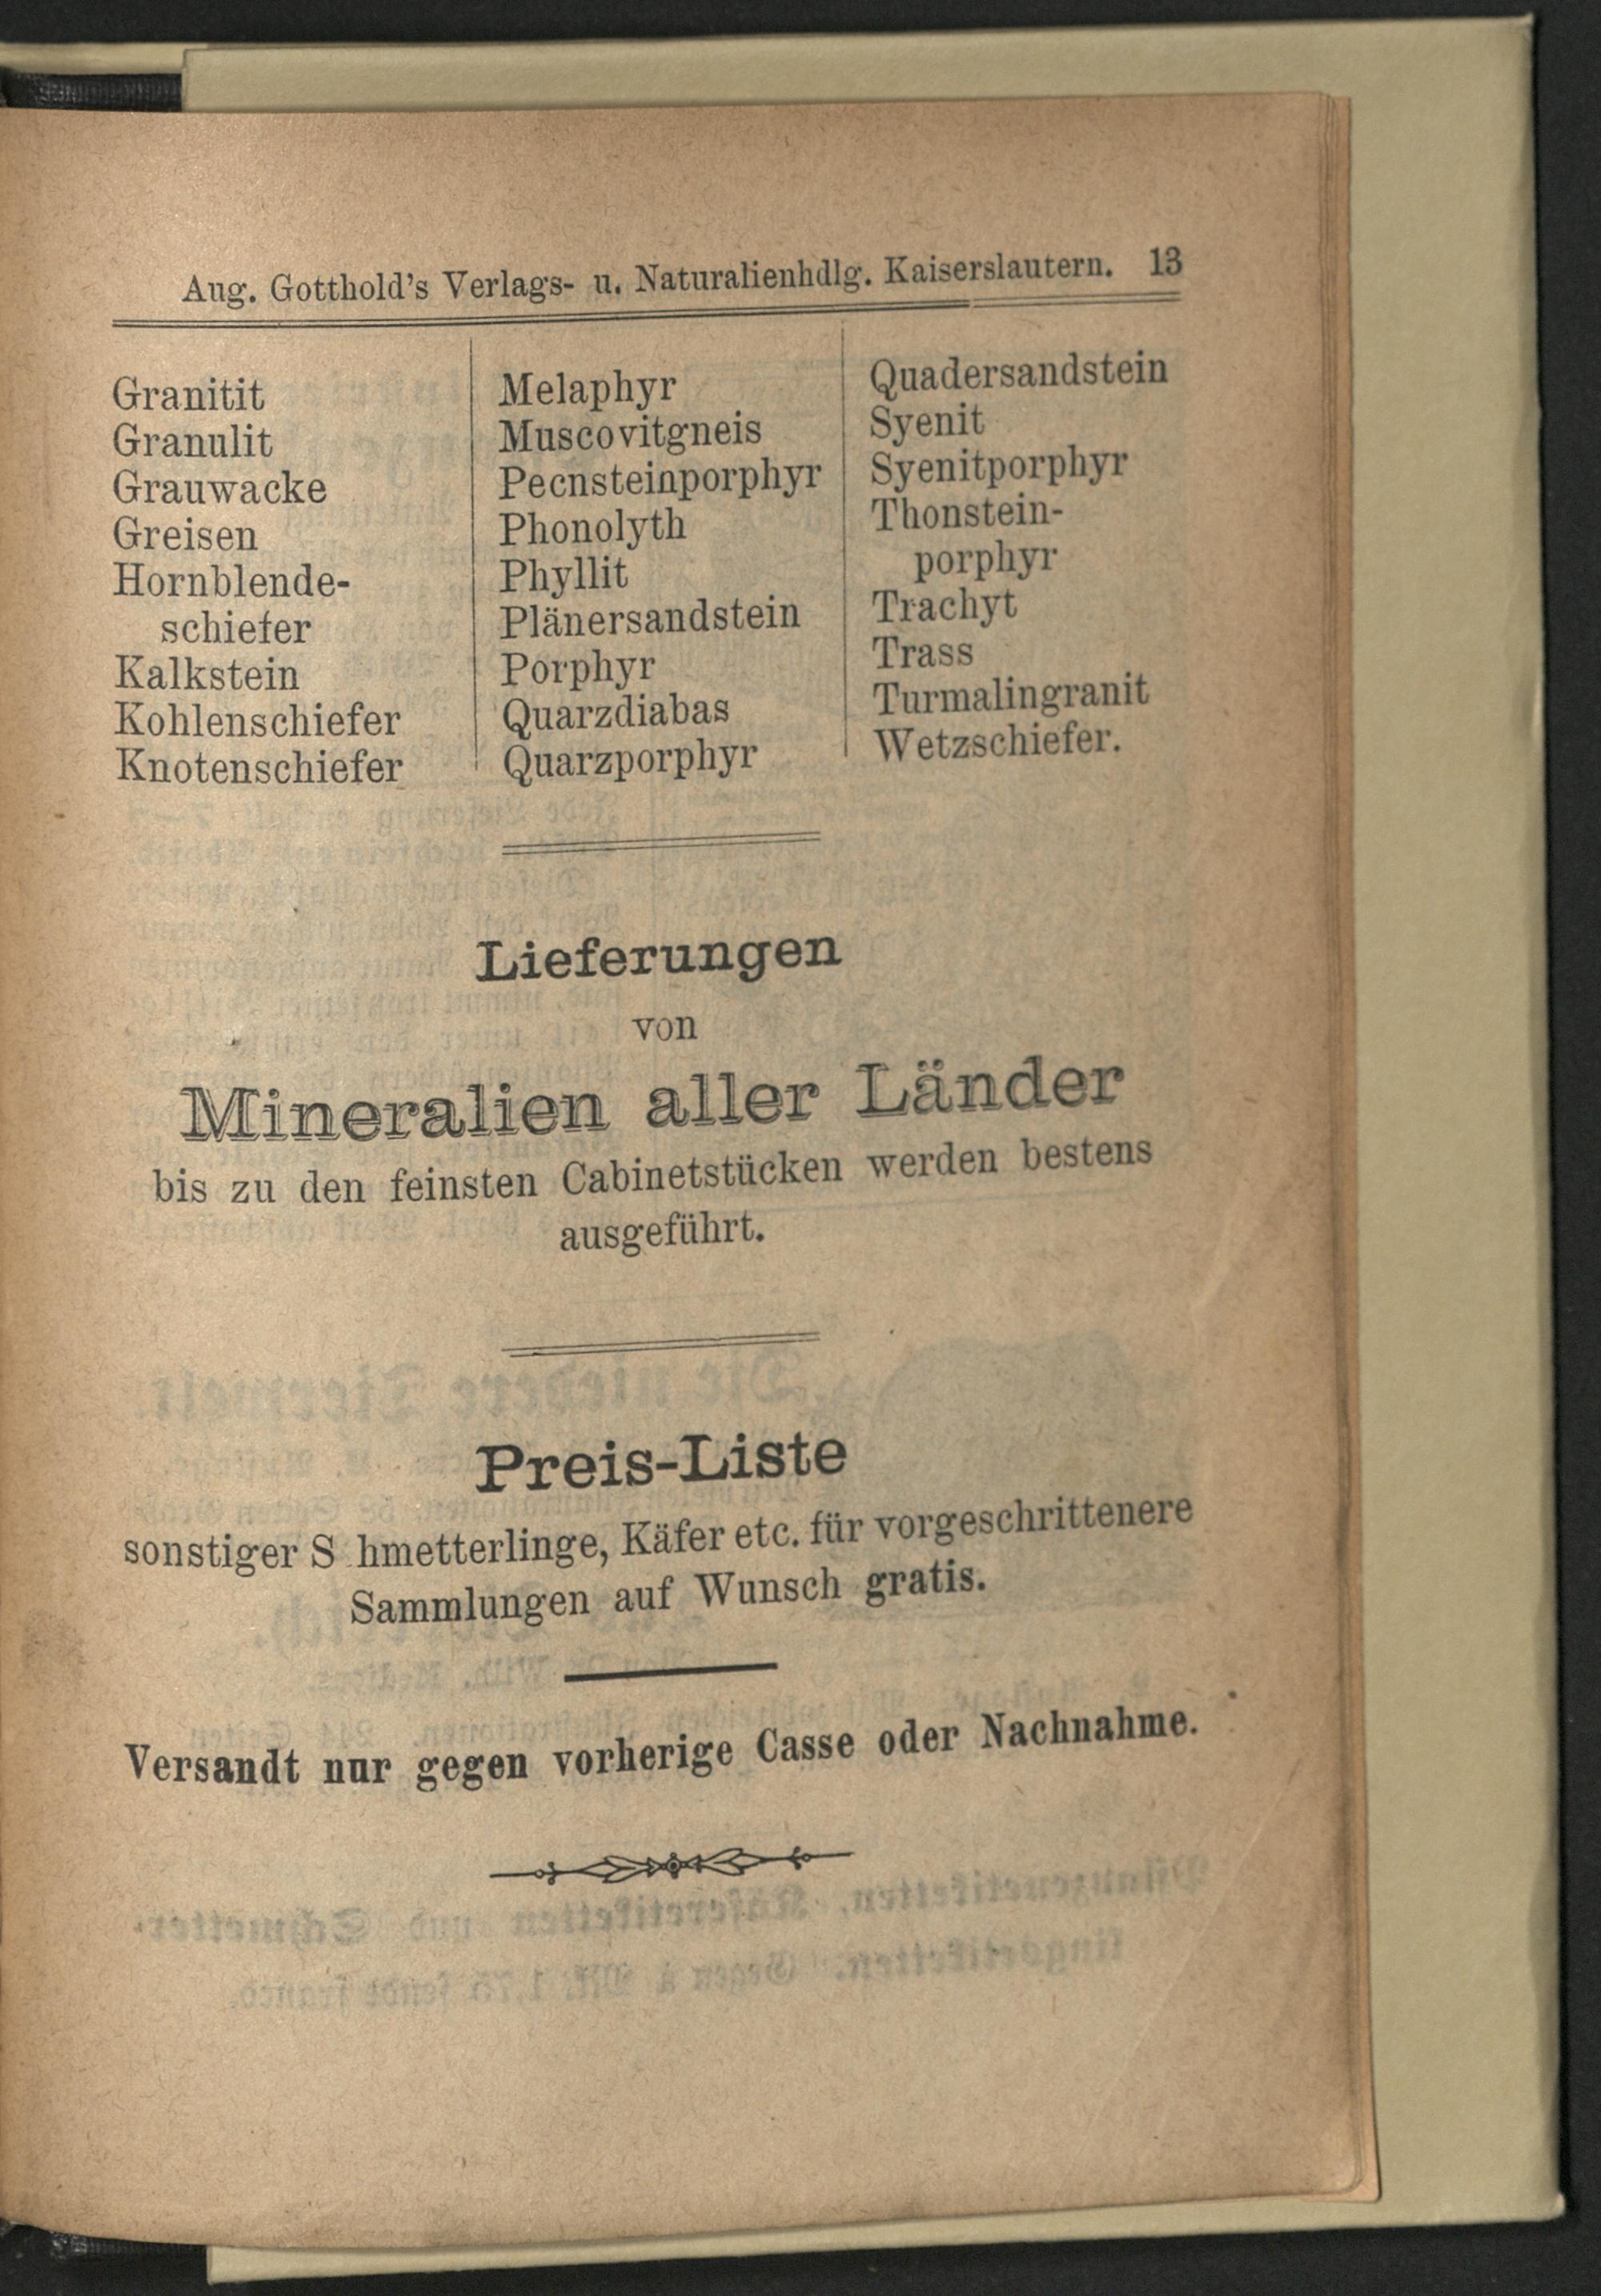 Aug. Gotthold's Verlags- u. Naturalienhdlg. Kaiserslautern. 13
Granitit
Granulit
Grauwacke
Greisen
Hornblende-
schiefer
Kalkstein
Kohlenschiefer
Knotenschiefer
Melaphyr
Muscovitgneis
Pecnsteinporphyr
Phonolyth
Phyllit
Plänersandstein
Porphyr
Quarzdiabas
Quarzporphyr
Quadersandstein
Syenit
Syenitporphyr
Thonstein-
porphyr
Trachyt
Trass
Turmalingranit
Wetzschiefer.
Lieferungen
von
Mineralien aller Länder
bis zu den feinsten Cabinetstücken werden bestens
ausgeführt.
Preis-Liste
sonstiger S hmetterlinge, Käfer etc. für vorgeschrittenere
Sammlungen auf Wunsch gratis.
Versandt nur gegen vorherige Casse oder Nachnahme.